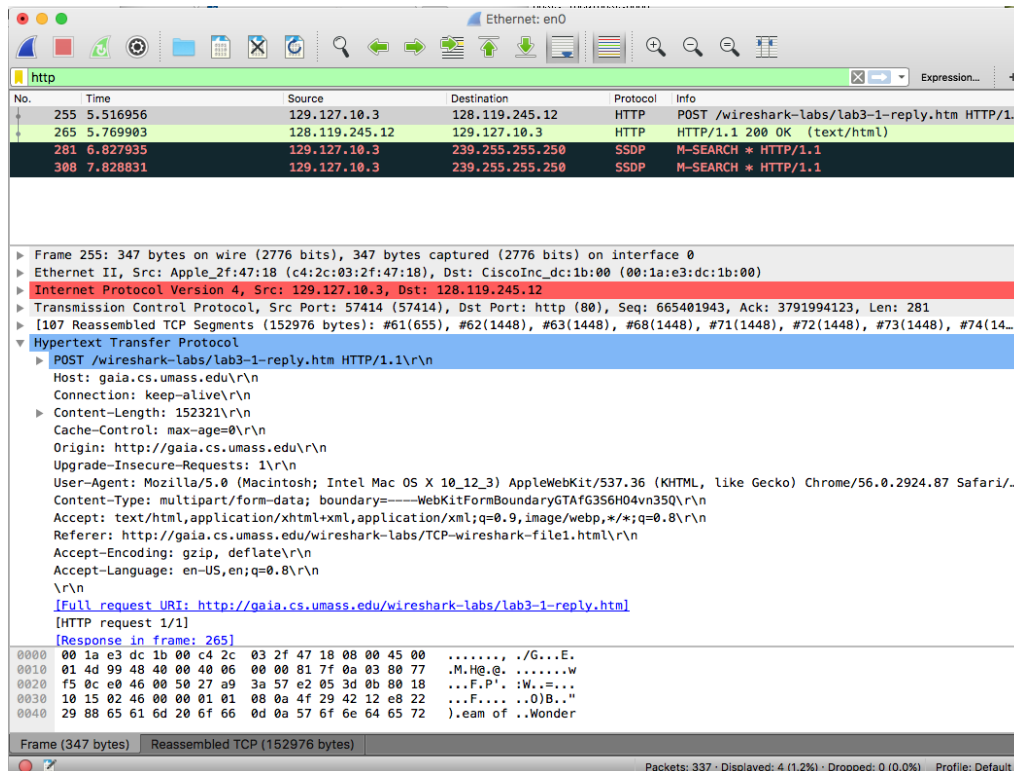 Ethernet: en0
http Expression... +
No. Time Source Destination Protocol Info
255 5.516956 129.127.10.3 128.119.245.12 HTTP POST /wireshark-labs/lab3-1-reply.htm HTTP/1.
265 5.769903 128.119.245.12 129.127.10.3 HTTP HTTP/1.1 200 OK (text/html)
281 6.827935 129.127.10.3 239.255.255.250 SSDP M-SEARCH * HTTP/1.1
308 7.828831 129.127.10.3 239.255.255.250 SSDP M-SEARCH * HTTP/1.1
Frame 255: 347 bytes on wire (2776 bits), 347 bytes captured (2776 bits) on interface 0
Ethernet II, Src: Apple_2f:47:18 (c4:2c:03:2f:47:18), Dst: CiscoInc_dc:1b:00 (00:1a:e3:dc:1b:00)
Internet Protocol Version 4, Src: 129.127.10.3, Dst: 128.119.245.12
Transmission Control Protocol, Src Port: 57414 (57414), Dst Port: http (80), Seq: 665401943, Ack: 3791994123, Len: 281
[107 Reassembled TCP Segments (152976 bytes): #61(655), #62(1448), #63(1448), #68(1448), #71(1448), #72(1448), #73(1448), #74(14…
Hypertext Transfer Protocol
POST /wireshark-labs/lab3-1-reply.htm HTTP/1.1\r\n
Host: gaia.cs.umass.edu\r\n
Connection: keep-alive\r\n
Content-Length: 152321\r\n
Cache-Control: max-age=0\r\n
Origin: http://gaia.cs.umass.edu\r\n
Upgrade-Insecure-Requests: 1\r\n
User-Agent: Mozilla/5.0 (Macintosh; Intel Mac OS X 10_12_3) AppleWebKit/537.36 (KHTML, like Gecko) Chrome/56.0.2924.87 Safari/…
Content-Type: multipart/form-data; boundary=----WebKitFormBoundaryGTAfG3S6HO4vn35Q\r\n
Accept: text/html,application/xhtml+xml,application/xml;q=0.9,image/webp,*/*;q=0.8\r\n
Referer: http://gaia.cs.umass.edu/wireshark-labs/TCP-wireshark-file1.html\r\n
Accept-Encoding: gzip, deflate\r\n
Accept-Language: en-US,en;q=0.8\r\n
\r\n
[Full request URI: http://gaia.cs.umass.edu/wireshark-labs/lab3-1-reply.htm]
[HTTP request 1/1]
[Response in frame: 265]
0000 00 1a e3 dc 1b 00 c4 2c 03 2f 47 18 08 00 45 00 ......., ./G...E.
0010 01 4d 99 48 40 00 40 06 00 00 81 7f 0a 03 80 77 .M.H@.@. .......w
0020 f5 0c e0 46 00 50 27 a9 3a 57 e2 05 3d 0b 80 18 ...F.P'. :W..=...
0030 10 15 02 46 00 00 01 01 08 0a 4f 29 42 12 e8 22 ...F.... ..O)B.."
0040 29 88 65 61 6d 20 6f 66 0d 0a 57 6f 6e 64 65 72 ).eam of ..Wonder
Frame (347 bytes) Reassembled TCP (152976 bytes)
Packets: 337 · Displayed: 4 (1.2%) · Dropped: 0 (0.0%) Profile: Default